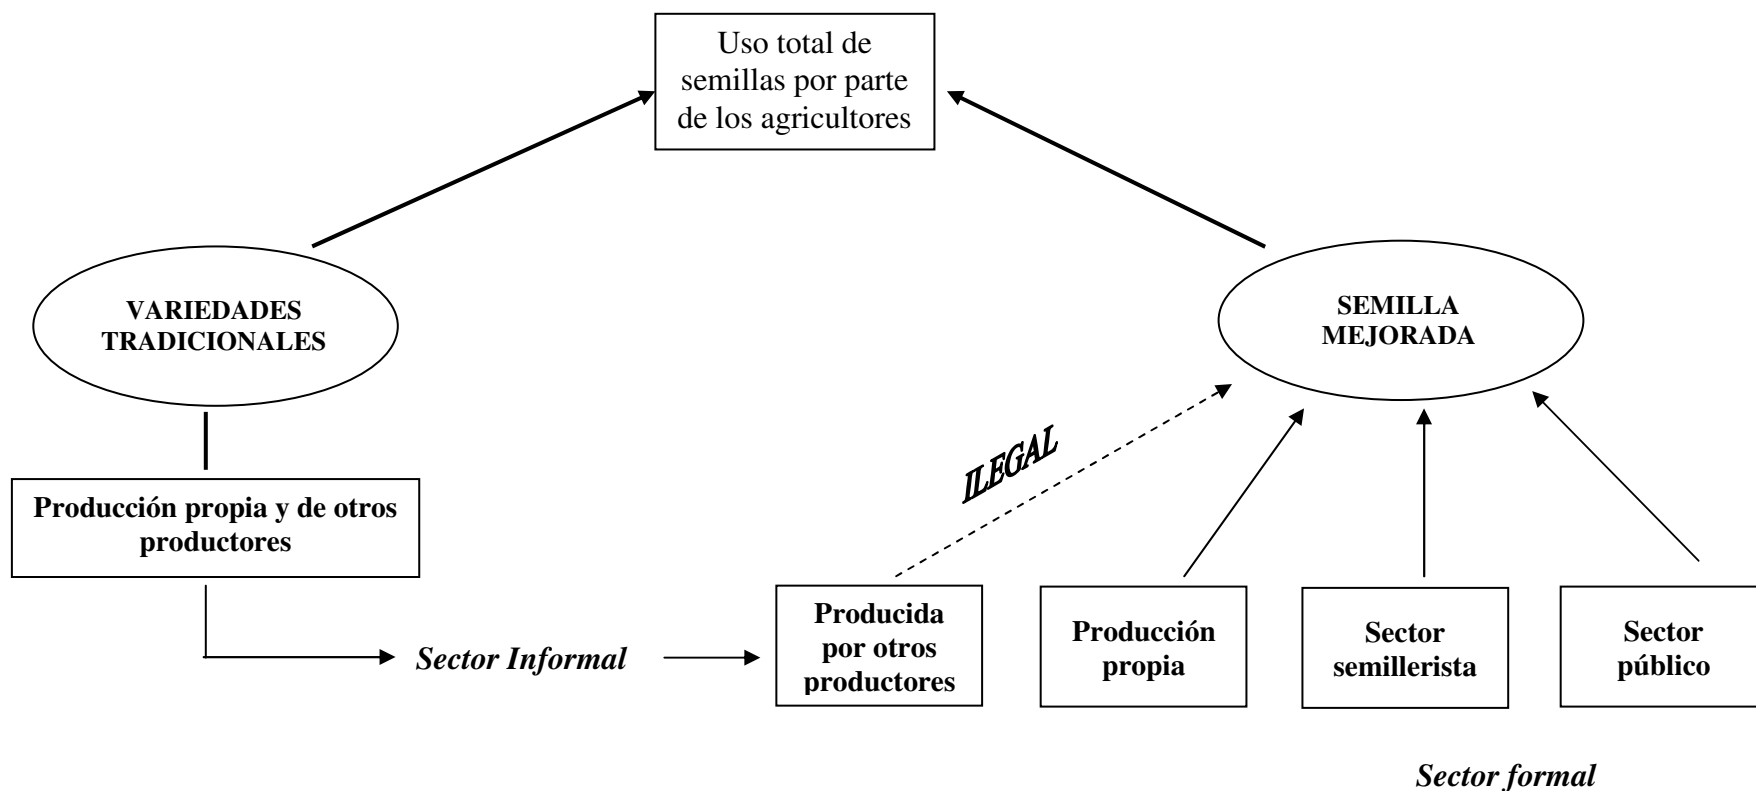 Uso total de
semillas por parte
de los agricultores
VARIEDADES
TRADICIONALES
SEMILLA
MEJORADA
ILEGAL
Producción propia y de otros
productores
Sector Informal
Producida
por otros
productores
Producción
propia
Sector
semillerista
Sector
público
Sector formal